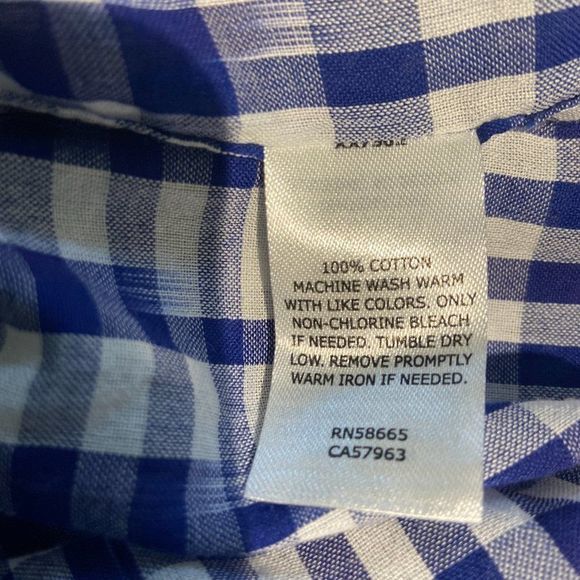 100% COTTON
MACHINE WASH WARM
WITH LIKE COLORS. ONLY
NON-CHLORINE BLEACH
IF NEEDED. TUMBLE DRY
LOW. REMOVE PROMPTLY
WARM IRON IF NEEDED.
RN58665
CA57963